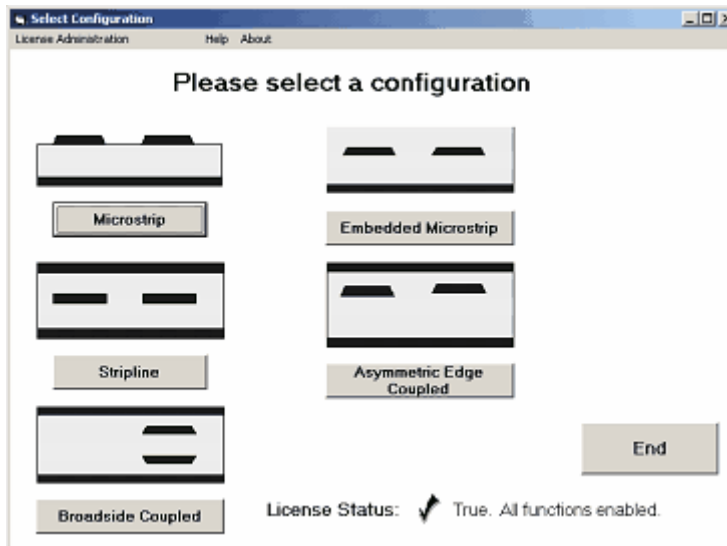 Select Configuration
License Administration Help About
Please select a configuration
Microstrip
Embedded Microstrip
Stripline
Asymmetric Edge
Coupled
Broadside Coupled
End
License Status: True. All functions enabled.